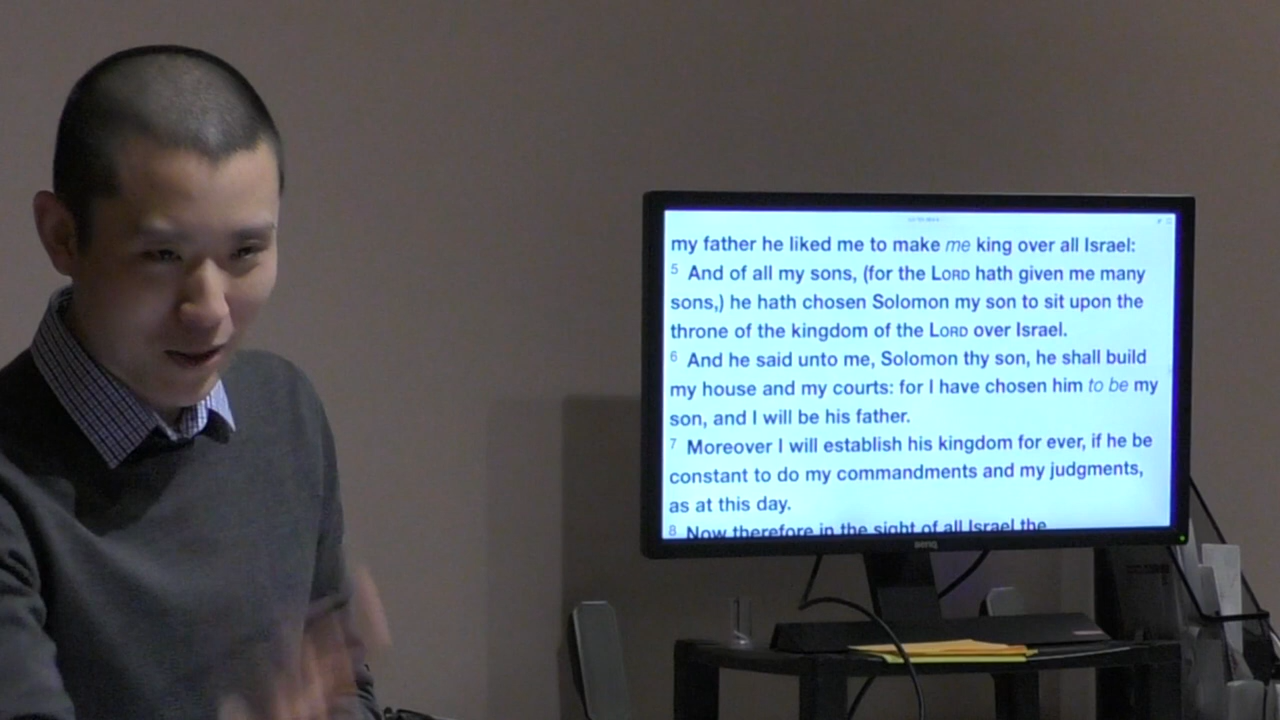 my father he liked me to make me king over all Israel:
5 And of all my sons, (for the LORD hath given me many
sons,) he hath chosen Solomon my son to sit upon the
throne of the kingdom of the LORD over Israel.
6 And he said unto me, Solomon thy son, he shall build
my house and my courts: for I have chosen him to be my
son, and I will be his father.
7 Moreover I will establish his kingdom for ever, if he be
constant to do my commandments and my judgments,
as at this day.
8 Now therefore in the sight of all Israel the
BenQ